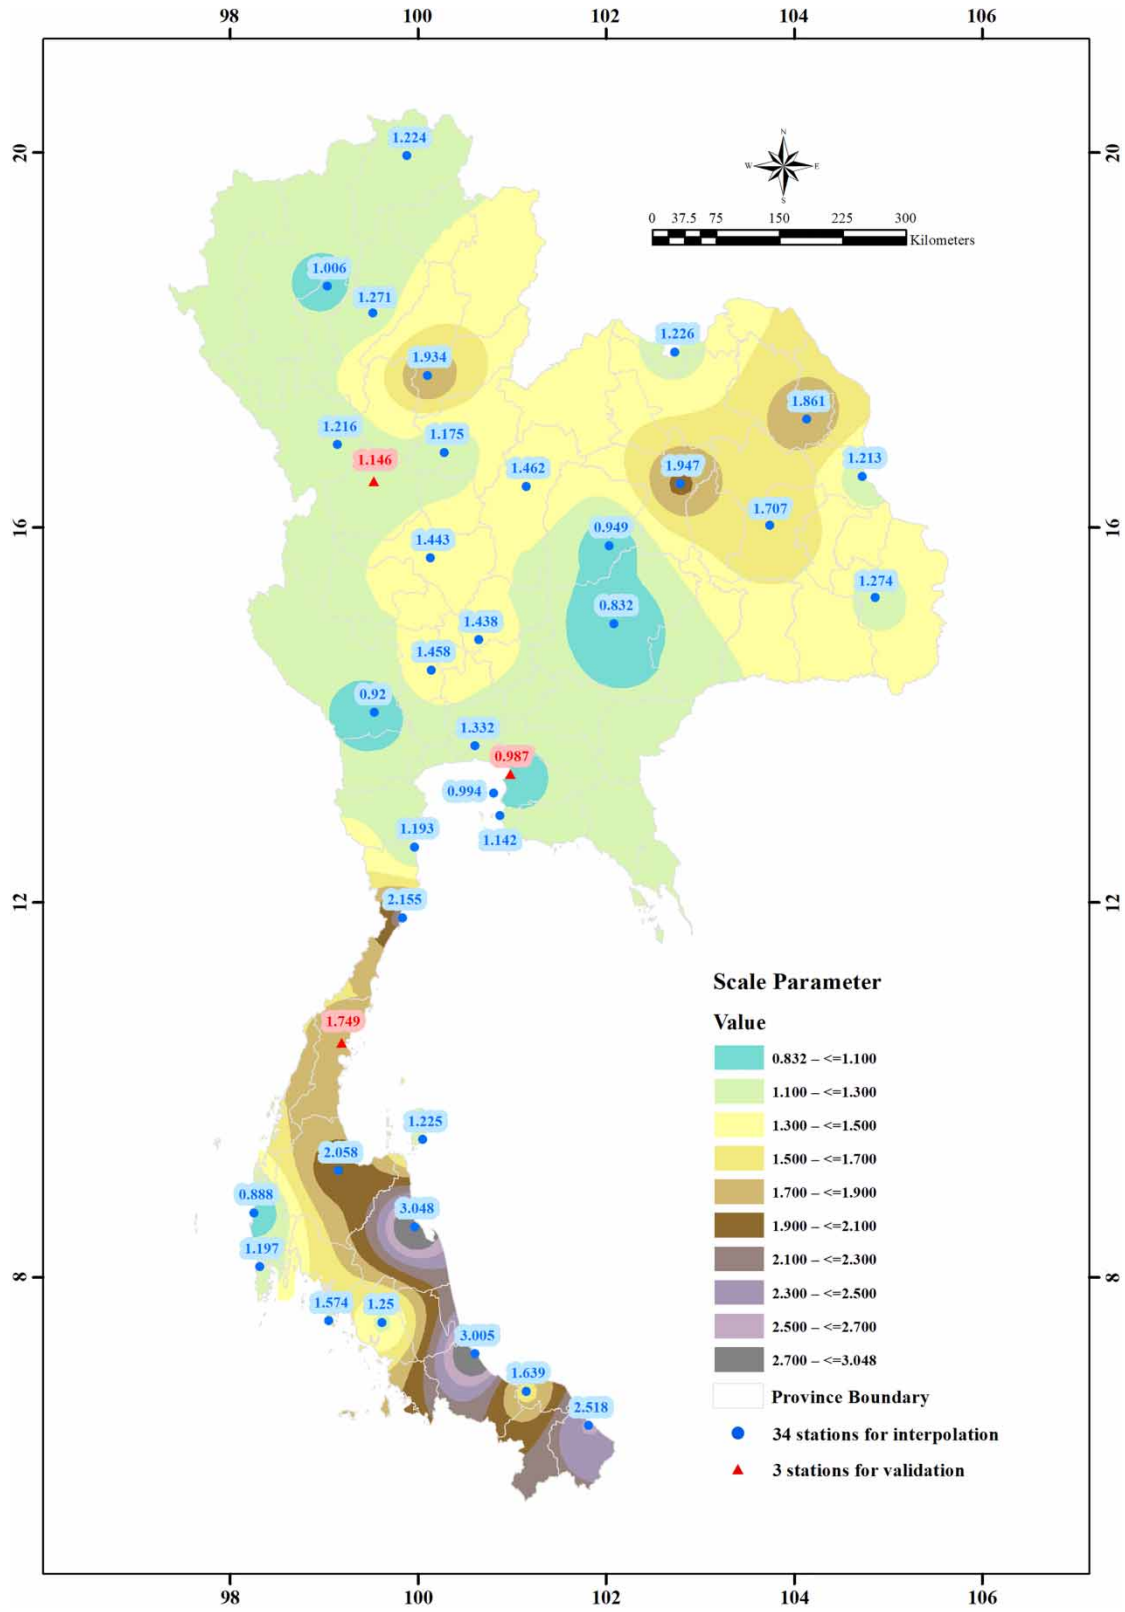 98 100 102 104 106
20 20
N
W E
S
0 37.5 75 150 225 300
Kilometers
1.224
1.006
1.271
1.226
1.934
1.861
1.216
1.175
1.146
1.462
1.947
1.213
1.707
16 16
0.949
1.443
1.274
0.832
1.438
1.458
0.92
1.332
0.987
0.994
1.142
1.193
12 12
2.155
1.749
1.225
2.058
0.888
3.048
1.197
8 8
1.574
1.25
3.005
1.639
2.518
Scale Parameter
Value
0.832 – <=1.100
1.100 – <=1.300
1.300 – <=1.500
1.500 – <=1.700
1.700 – <=1.900
1.900 – <=2.100
2.100 – <=2.300
2.300 – <=2.500
2.500 – <=2.700
2.700 – <=3.048
Province Boundary
34 stations for interpolation
3 stations for validation
98 100 102 104 106